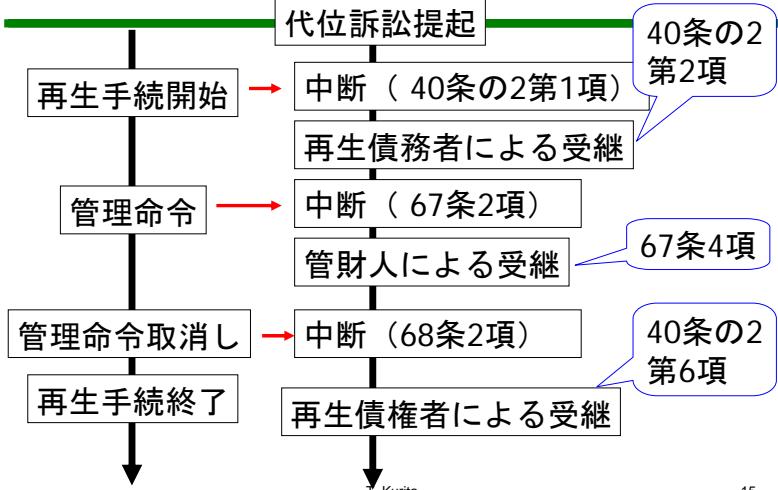 代位訴訟提起
40条の2
第2項
再生手続開始
中断（ 40条の2第1項）
再生債務者による受継
管理命令
中断（ 67条2項）
管財人による受継
67条4項
管理命令取消し
中断（68条2項）
40条の2
第6項
再生手続終了
再生債権者による受継
T. Kurita
15